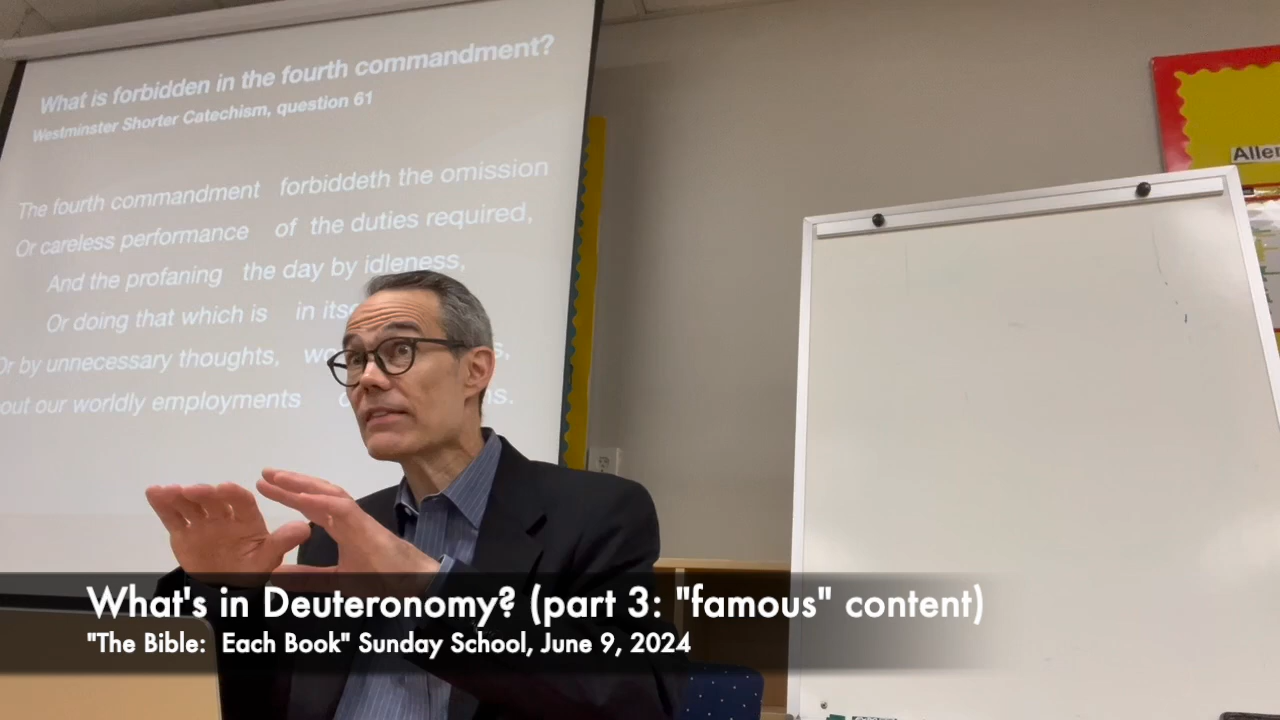 What is forbidden in the fourth commandment?
Westminster Shorter Catechism, question 61
The fourth commandment forbiddeth the omission
Or careless performance of the duties required,
And the profaning the day by idleness,
Or doing that which is in
Or by unnecessary thoughts,
our worldly employments
What's in Deuteronomy? (part 3: "famous" content)
"The Bible: Each Book" Sunday School, June 9, 2024